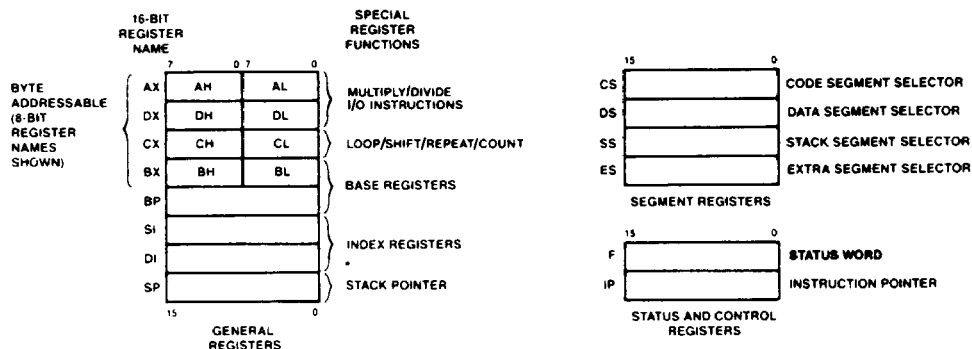 16-BIT
REGISTER
NAME
SPECIAL
REGISTER
FUNCTIONS
7 0 7 0
BYTE
ADDRESSABLE
(8-BIT
REGISTER
NAMES
SHOWN)
AX AH AL
DX DH DL
MULTIPLY/DIVIDE
I/O INSTRUCTIONS
CX CH CL LOOP/SHIFT/REPEAT/COUNT
BX BH BL
BP
BASE REGISTERS
SI
DI
INDEX REGISTERS
SP STACK POINTER
15 0
GENERAL
REGISTERS
15 0
CS CODE SEGMENT SELECTOR
DS DATA SEGMENT SELECTOR
SS STACK SEGMENT SELECTOR
ES EXTRA SEGMENT SELECTOR
SEGMENT REGISTERS
15 0
F STATUS WORD
IP INSTRUCTION POINTER
STATUS AND CONTROL
REGISTERS